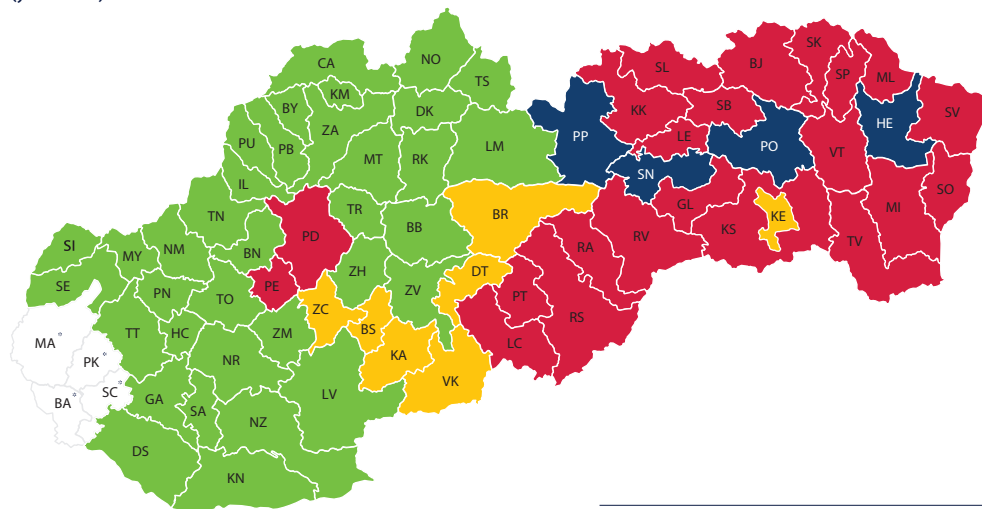 CA
NO
TS
KM
BY
DK
ZA
PU
PB
MT
RK
LM
IL
TN
TR
BB
PD
BN
SI
MY
NM
SE
PN
TO
PE
ZH
ZV
ZC
BS
KA
DT
BR
VK
TT
HC
ZM
NR
LV
MA*
PK*
SC*
BA*
GA
SA
NZ
DS
KN
SL
BJ
SK
SP
ML
SV
KK
SB
HE
PP
LE
PO
VT
SN
GL
KE
KS
RV
RA
PT
RS
LC
TV
MI
SO